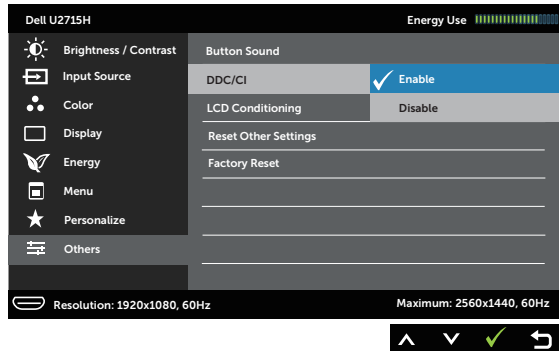 Dell U2715H Energy Use
Brightness / Contrast Button Sound
Input Source DDC/CI Enable
Color LCD Conditioning Disable
Display Reset Other Settings
Energy Factory Reset
Menu
Personalize
Others
Resolution: 1920x1080, 60Hz Maximum: 2560x1440, 60Hz